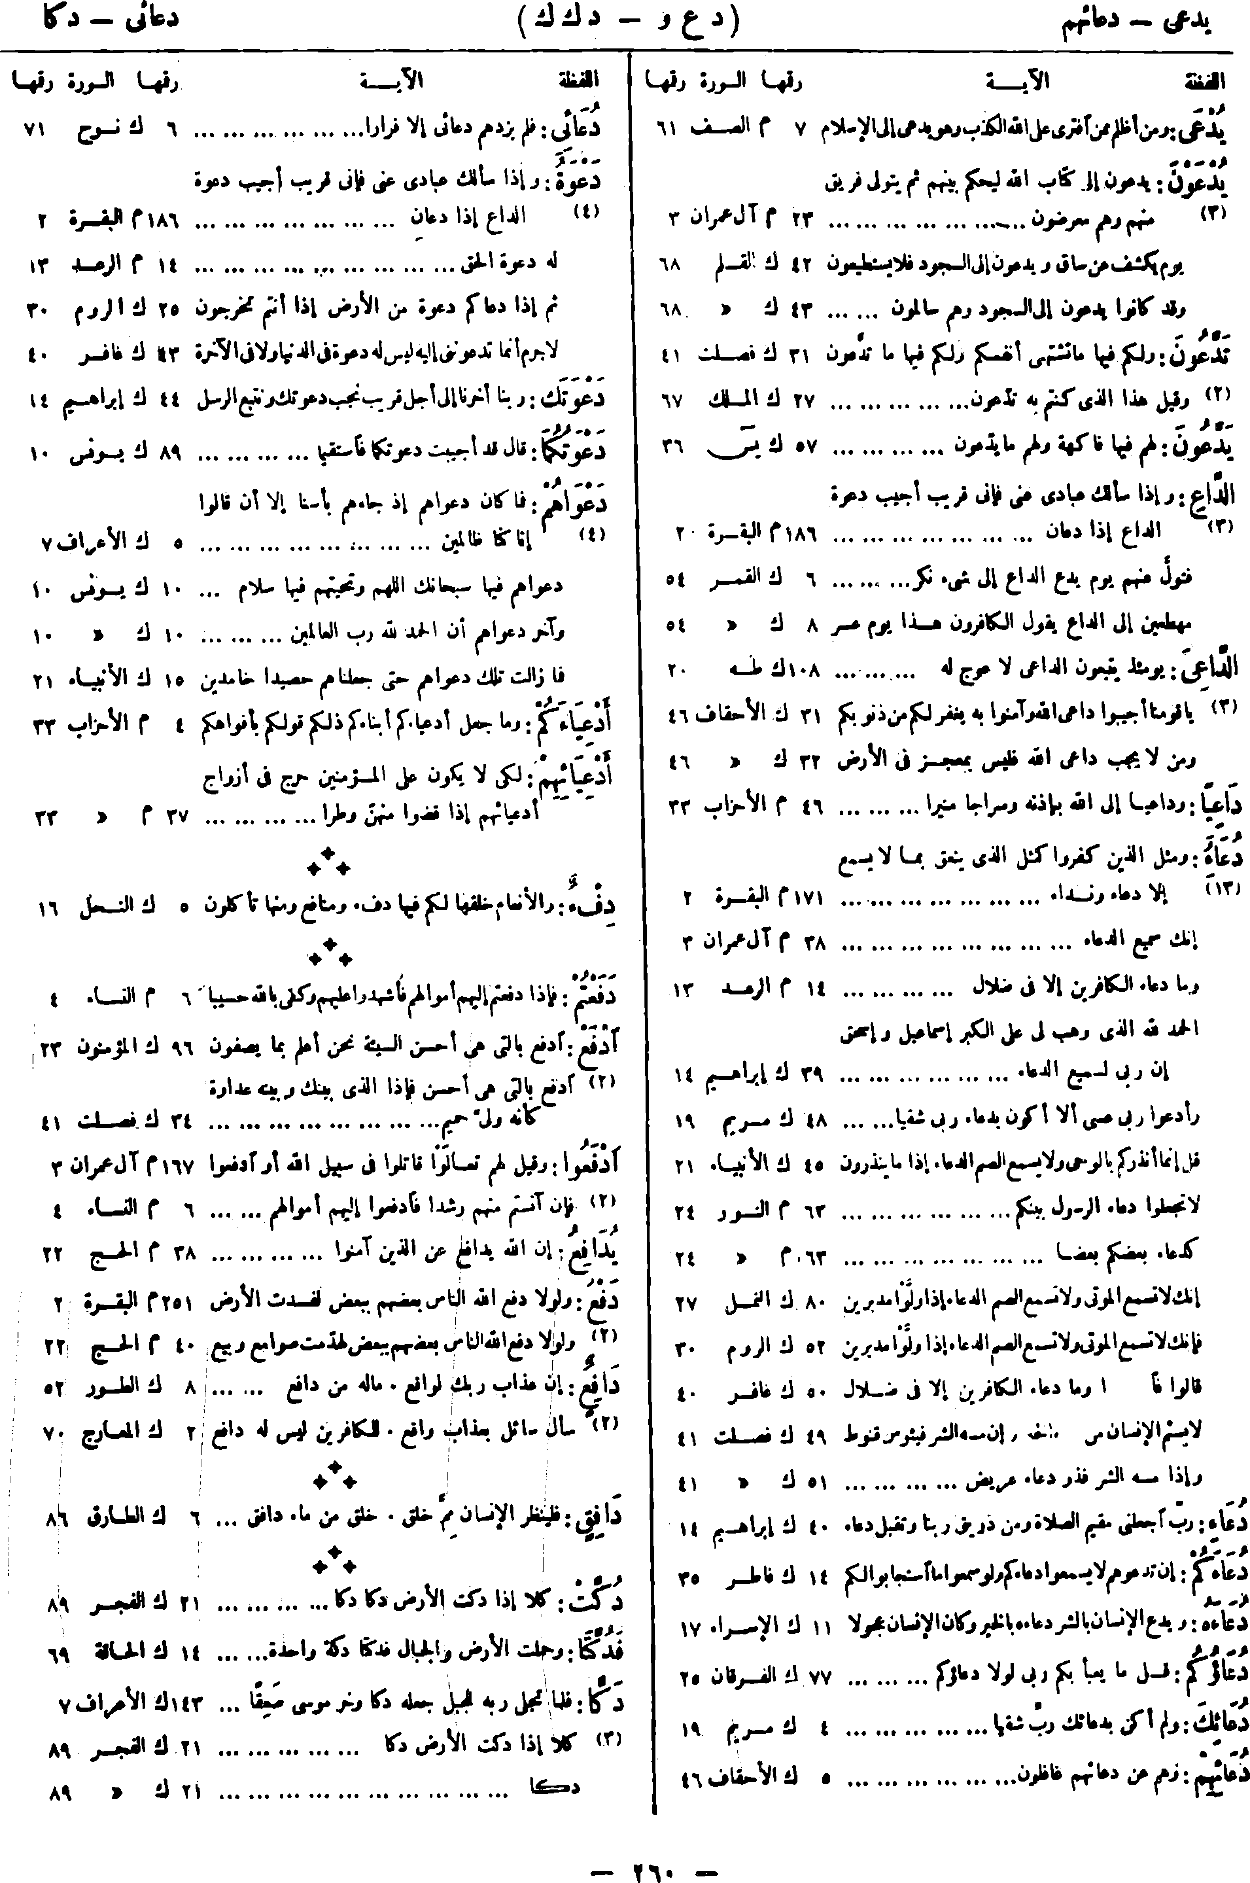 يدعى — دعائهم (د ع و — د ك ك) دعائى — دكا
اللفظة الآيـــة رقمها السورة رقمها
يُدْعَى : ومن أظلم ممن أفترى على الله الكذب وهو يدعى إلى الإسلام ٧ م الصف ٦١
يُدْعَوْنَ : يدعون إلى كتاب الله ليحكم بينهم ثم يتولى فريق
(٣) منهم وهم معرضون ... ... ... ... ... ... ... ٢٣ م آل عمران ٣
يوم يكشف عن ساق ويدعون إلى السجود فلا يستطيعون ٤٢ ك القلم ٦٨
وقد كانوا يدعون إلى السجود وهم سالمون ... ... ٤٣ ك » ٦٨
تَدَّعُونَ : ولكم فيها ماتشتهى أنفسكم ولكم فيها ما تدَّعون ٣١ ك فصلت ٤١
(٢) وقيل هذا الذى كنتم به تدّعون ... ... ... ... ... ٢٧ ك الملك ٦٧
يَدَّعُونَ : لهم فيها فاكهة ولهم ما يدّعون ... ... ... ... ٥٧ ك يسٓ ٣٦
الدَّاعِ : وإذا سألك عبادى عنى فإنى قريب أجيب دعوة
(٣) الداع إذا دعان ... ... ... ... ... ... ... ١٨٦ م البقرة ٢
فتولَّ عنهم يوم يدع الداع إلى شىء نكر ... ... ... ٦ ك القمر ٥٤
مهطعين إلى الداع يقول الكافرون هذا يوم عسر ٨ ك » ٥٤
الدَّاعِىَ : يومئذ يتبعون الداعى لا عوج له ... ... ... ١٠٨ ك طه ٢٠
(٣) ياقومنا أجيبوا داعى الله وآمنوا به يغفر لكم من ذنوبكم ٣١ ك الأحقاف ٤٦
ومن لا يجب داعى الله فليس بمعجز فى الأرض ٣٢ ك » ٤٦
دَاعِيًا : وداعيا إلى الله بإذنه وسراجا منيرا ... ... ... ٤٦ م الأحزاب ٣٣
دُعَاءُ : ومثل الذين كفروا كمثل الذى ينعق بما لا يسمع
(١٣) إلا دعاء ونداء ... ... ... ... ... ... ... ١٧١ م البقرة ٢
إنك سميع الدعاء ... ... ... ... ... ... ... ... ٣٨ م آل عمران ٣
وما دعاء الكافرين إلا فى ضلال ... ... ... ... ١٤ م الرعد ١٣
الحمد لله الذى وهب لى على الكبر إسماعيل وإسحق
إن ربى لسميع الدعاء ... ... ... ... ... ... ٣٩ ك إبراهيم ١٤
وأدعوا ربى عسى ألا أكون بدعاء ربى شقيا ... ... ٤٨ ك مريم ١٩
قل إنما أنذركم بالوحى ولا يسمع الصم الدعاء إذا ما ينذرون ٤٥ ك الأنبياء ٢١
لا تجعلوا دعاء الرسول بينكم ... ... ... ... ... ... ٦٣ م النور ٢٤
كدعاء بعضكم بعضا ... ... ... ... ... ... ... ٦٣ م » ٢٤
إنك لا تسمع الموتى ولا تسمع الصم الدعاء إذا ولَّوْا مدبرين ٨٠ ك النمل ٢٧
فإنك لا تسمع الموتى ولا تسمع الصم الدعاء إذا ولَّوْا مدبرين ٥٢ ك الروم ٣٠
قالوا فا ا وما دعاء الكافرين إلا فى ضلال ٥٠ ك غافر ٤٠
لا يسئم الإنسان من وإن مسه الشر فيئوس قنوط ٤٩ ك فصلت ٤١
وإذا مسه الشر فذو دعاء عريض ... ... ... ... ٥١ ك » ٤١
دُعَاءِ : ربّ أجعلنى مقيم الصلاة ومن ذريتى ربنا وتقبل دعاء ٤٠ ك إبراهيم ١٤
دُعَاءَكُمْ : إن تدعوهم لا يسمعوا دعاءكم ولو سمعوا ما آستجابوا لكم ١٤ ك فاطر ٣٥
دُعَاءَهُ : ويدع الإنسان بالشر دعاءه بالخير وكان الإنسان عجولا ١١ ك الإسراء ١٧
دُعَاؤُكُمْ : قل ما يعبأ بكم ربى لولا دعاؤكم ... ... ... ٧٧ ك الفرقان ٢٥
دُعَائِكَ : ولم أكن بدعائك ربّ شقيا ... ... ... ... ... ٤ ك مريم ١٩
دُعَائِهِمْ : وهم عن دعائهم غافلون ... ... ... ... ... ... ٥ ك الأحقاف ٤٦
اللفظة الآيـــة رقمها السورة رقمها
دُعَائِى : فلم يزدهم دعائى إلا فرارا ... ... ... ... ... ... ٦ ك نوح ٧١
دَعْوَةُ : وإذا سألك عبادى عنى فإنى قريب أجيب دعوة
(٤) الداع إذا دعانِ ... ... ... ... ... ... ... ١٨٦ م البقرة ٢
له دعوة الحق ... ... ... ... ... ... ... ... ... ١٤ م الرعد ١٣
ثم إذا دعاكم دعوة من الأرض إذا أنتم تخرجون ٢٥ ك الروم ٣٠
لا جرم أنما تدعوننى إليه ليس له دعوة فى الدنيا ولا فى الآخرة ٤٣ ك غافر ٤٠
دَعْوَتَكَ : ربنا أخرنا إلى أجل قريب نجب دعوتك ونتبع الرسل ٤٤ ك إبراهيم ١٤
دَعْوَتُكُمَا : قال قد أجيبت دعوتكما فآستقيما ... ... ... ... ٨٩ ك يونس ١٠
دَعْوَاهُمْ : فما كان دعواهم إذ جاءهم بأسنا إلا أن قالوا
(٤) إنا كنا ظالمين ... ... ... ... ... ... ... ... ٥ ك الأعراف ٧
دعواهم فيها سبحانك اللهم وتحيتهم فيها سلام ... ١٠ ك يونس ١٠
وآخر دعواهم أن الحمد لله رب العالمين ... ... ... ١٠ ك » ١٠
فما زالت تلك دعواهم حتى جعلناهم حصيدا خامدين ١٥ ك الأنبياء ٢١
أَدْعِيَاءَكُمْ : وما جعل أدعياءكم أبناءكم ذلكم قولكم بأفواهكم ٤ م الأحزاب ٣٣
أَدْعِيَائِهِمْ : لكى لا يكون على المؤمنين حرج فى أزواج
أدعيائهم إذا قضوا منهنّ وطرا ... ... ... ... ٣٧ م » ٣٣
دِفْءٌ : والأنعام خلقها لكم فيها دفء ومنافع ومنها تأكلون ٥ ك النحل ١٦
دَفَعْتُمْ : فإذا دفعتم إليهم أموالهم فأشهدوا عليهم وكفى بالله حسيبا ٦ م النساء ٤
آدْفَعْ : آدفع بالتى هى أحسن السيئة نحن أعلم بما يصفون ٩٦ ك المؤمنون ٢٣
(٢) آدفع بالتى هى أحسن فإذا الذى بينك وبينه عداوة
كأنه ولىّ حميم ... ... ... ... ... ... ... ... ٣٤ ك فصلت ٤١
آدْفَعُوا : وقيل لهم تعالَوْا قاتلوا فى سبيل الله أو آدفعوا ١٦٧ م آل عمران ٣
(٢) فإن آنستم منهم رشدا فآدفعوا إليهم أموالهم ... ... ٦ م النساء ٤
يُدَافِعُ : إن الله يدافع عن الذين آمنوا ... ... ... ... ٣٨ م الحج ٢٢
دَفْعُ : ولولا دفع الله الناس بعضهم ببعض لفسدت الأرض ٢٥١ م البقرة ٢
(٢) ولولا دفع الله الناس بعضهم ببعض لهدمت صوامع وبيع ٤٠ م الحج ٢٢
دَافِعٌ : إن عذاب ربك لواقع . ماله من دافع ... ... ٨ ك الطور ٥٢
(٢) سأل سائل بعذاب واقع . للكافرين ليس له دافع ٢ ك المعارج ٧٠
دَافِقٍ : فلينظر الإنسان مِمَّ خلق . خلق من ماء دافق ... ٦ ك الطارق ٨٦
دُكَّتْ : كلا إذا دكت الأرض دكا دكا ... ... ... ... ٢١ ك الفجر ٨٩
فَدُكَّتَا : وحملت الأرض والجبال فدكتا دكة واحدة ... ... ١٤ ك الحاقة ٦٩
دَكًّا : فلما تجلى ربه للجبل جعله دكا وخر موسى صَعِقًا ... ١٤٣ ك الأعراف ٧
(٣) كلا إذا دكت الأرض دكا ... ... ... ... ... ٢١ ك الفجر ٨٩
دكا ... ... ... ... ... ... ... ... ... ... ٢١ ك » ٨٩
— ٢٦٠ —